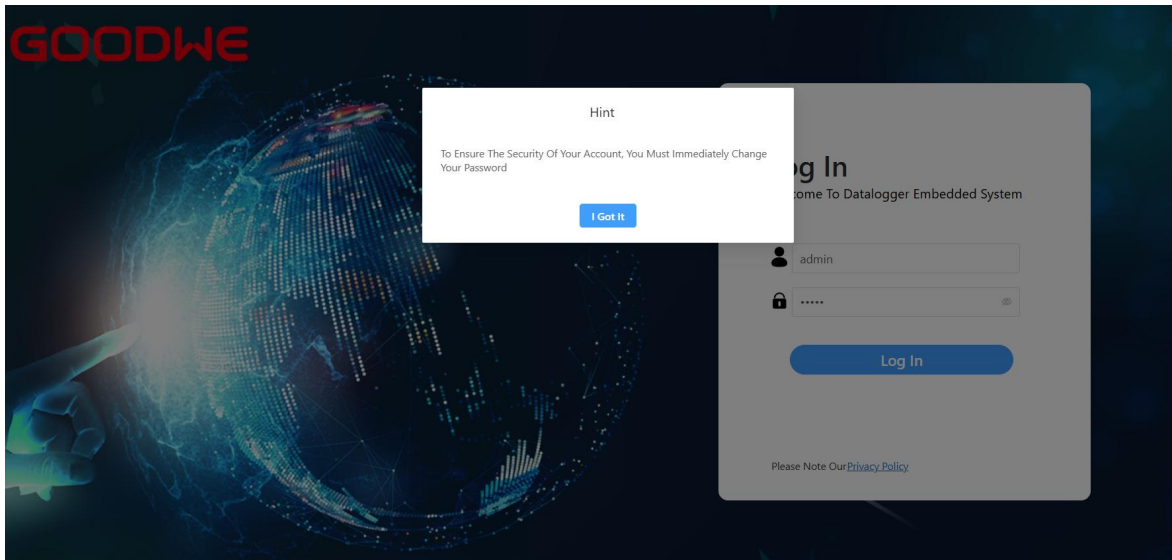 GOODWE
Hint
To Ensure The Security Of Your Account, You Must Immediately Change
Your Password
I Got It
og In
come To Datalogger Embedded System
admin
Log In
Please Note Our Privacy Policy